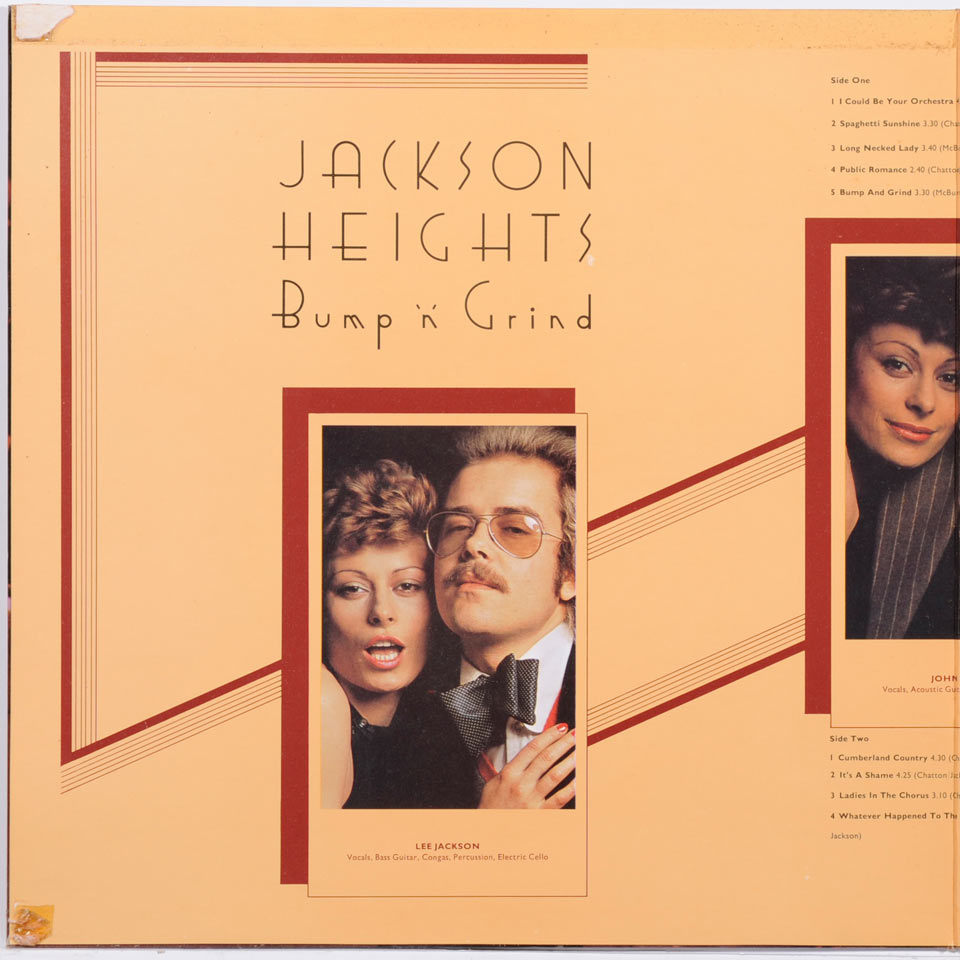 JACKSON
HEIGHTS
Bump 'n' Grind
LEE JACKSON
Vocals, Bass Guitar, Congas, Percussion, Electric Cello
Side One
1 I Could Be Your Orchestra
2 Spaghetti Sunshine 3.30
3 Long Necked Lady 3.40
4 Public Romance 2.40 (Chatton
5 Bump And Grind 3.30
JOHN
Vocals, Acoustic
Side Two
1 Cumberland Country 4.30
2 It's A Shame 4.25 (Chatton
3 Ladies In The Chorus 3.10
4 Whatever Happened To The
Jackson)